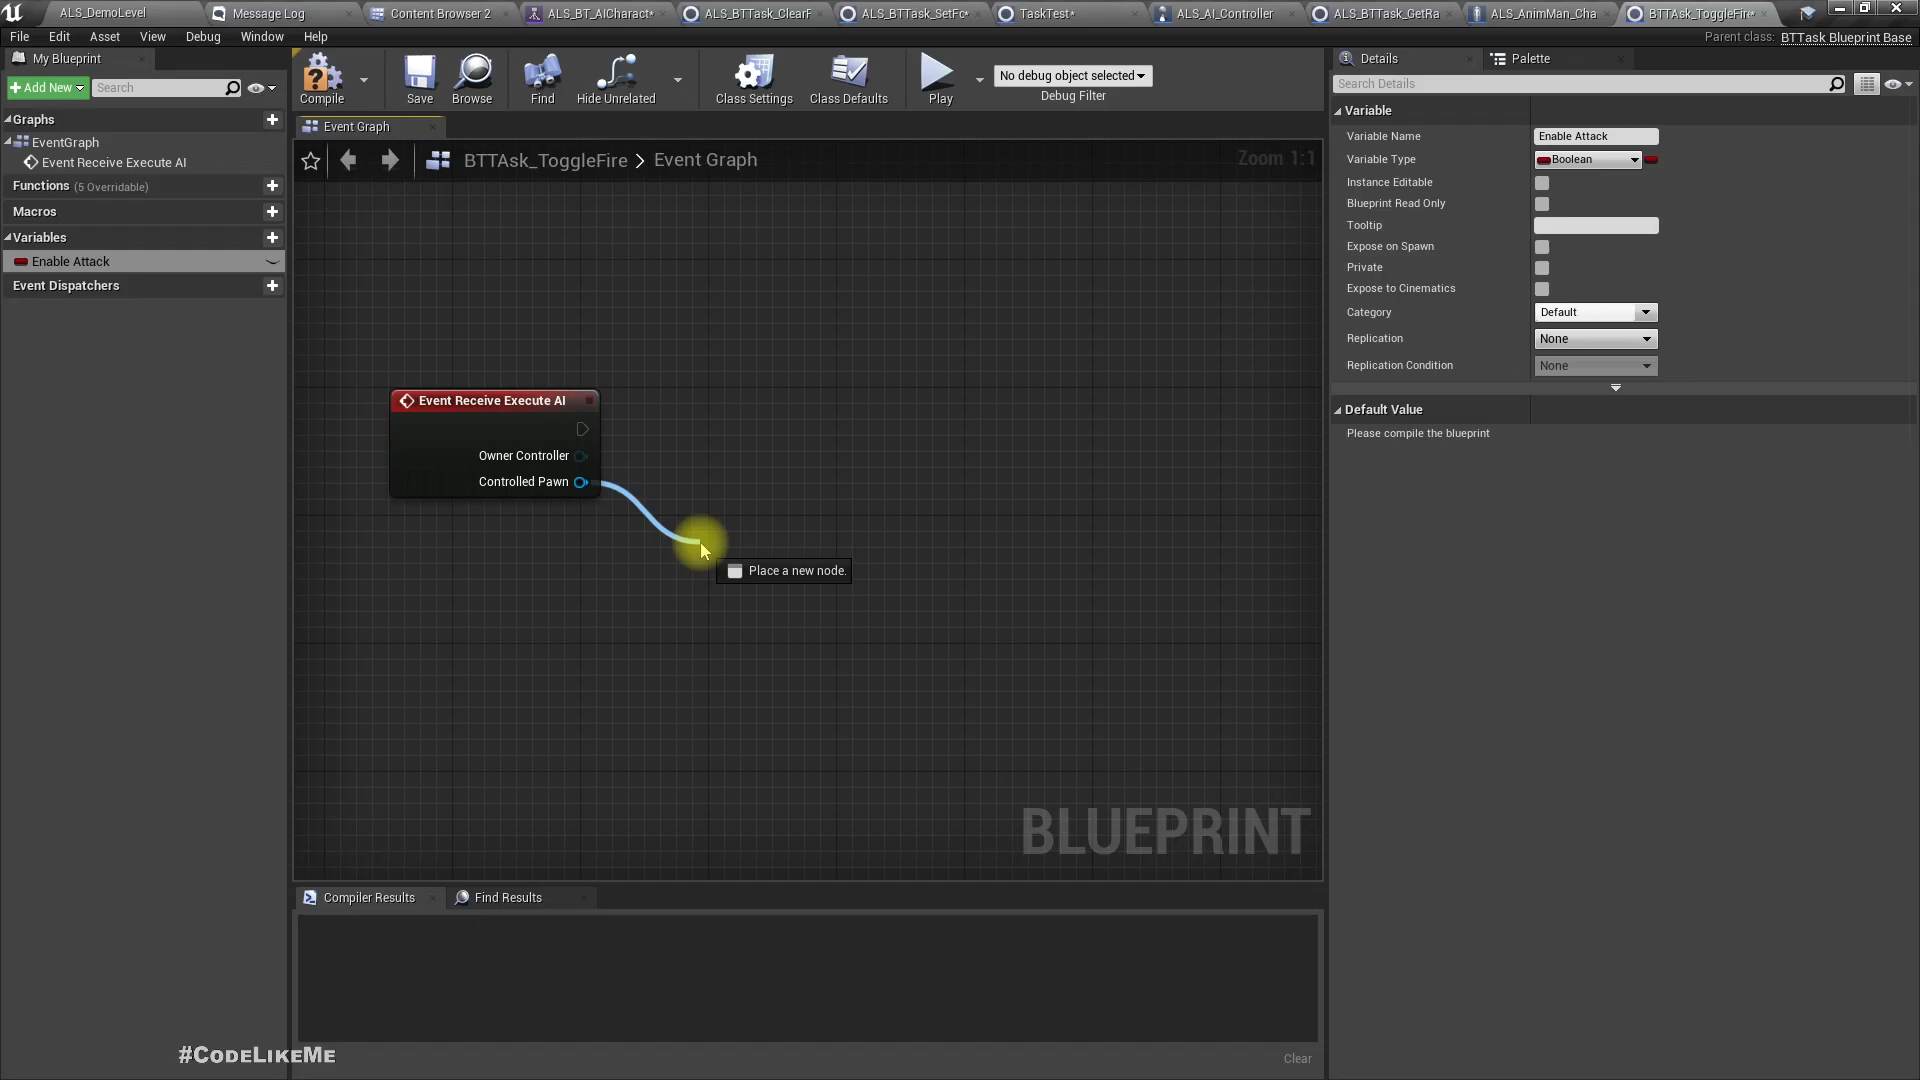 ALS_DemoLevel
Message Log
Content Browser 2
ALS_BT_AICharact*
ALS_BTTask_ClearF
ALS_BTTask_SetFc*
TaskTest*
ALS_AI_Controller
ALS_BTTask_GetRa
ALS_AnimMan_Cha
BTTAsk_ToggleFire*
File
Edit
Asset
View
Debug
Window
Help
Parent class: BTTask Blueprint Base
My Blueprint
Add New
Search
Graphs
EventGraph
Event Receive Execute AI
Functions (5 Overridable)
Macros
Variables
Enable Attack
Event Dispatchers
Compile
Save
Browse
Find
Hide Unrelated
Class Settings
Class Defaults
Play
No debug object selected
Debug Filter
Event Graph
BTTAsk_ToggleFire > Event Graph
Zoom 1:1
Event Receive Execute AI
Owner Controller
Controlled Pawn
Place a new node.
BLUEPRINT
Compiler Results
Find Results
Clear
#CodeLikeMe
Details
Palette
Search Details
Variable
Variable Name
Enable Attack
Variable Type
Boolean
Instance Editable
Blueprint Read Only
Tooltip
Expose on Spawn
Private
Expose to Cinematics
Category
Default
Replication
None
Replication Condition
None
Default Value
Please compile the blueprint